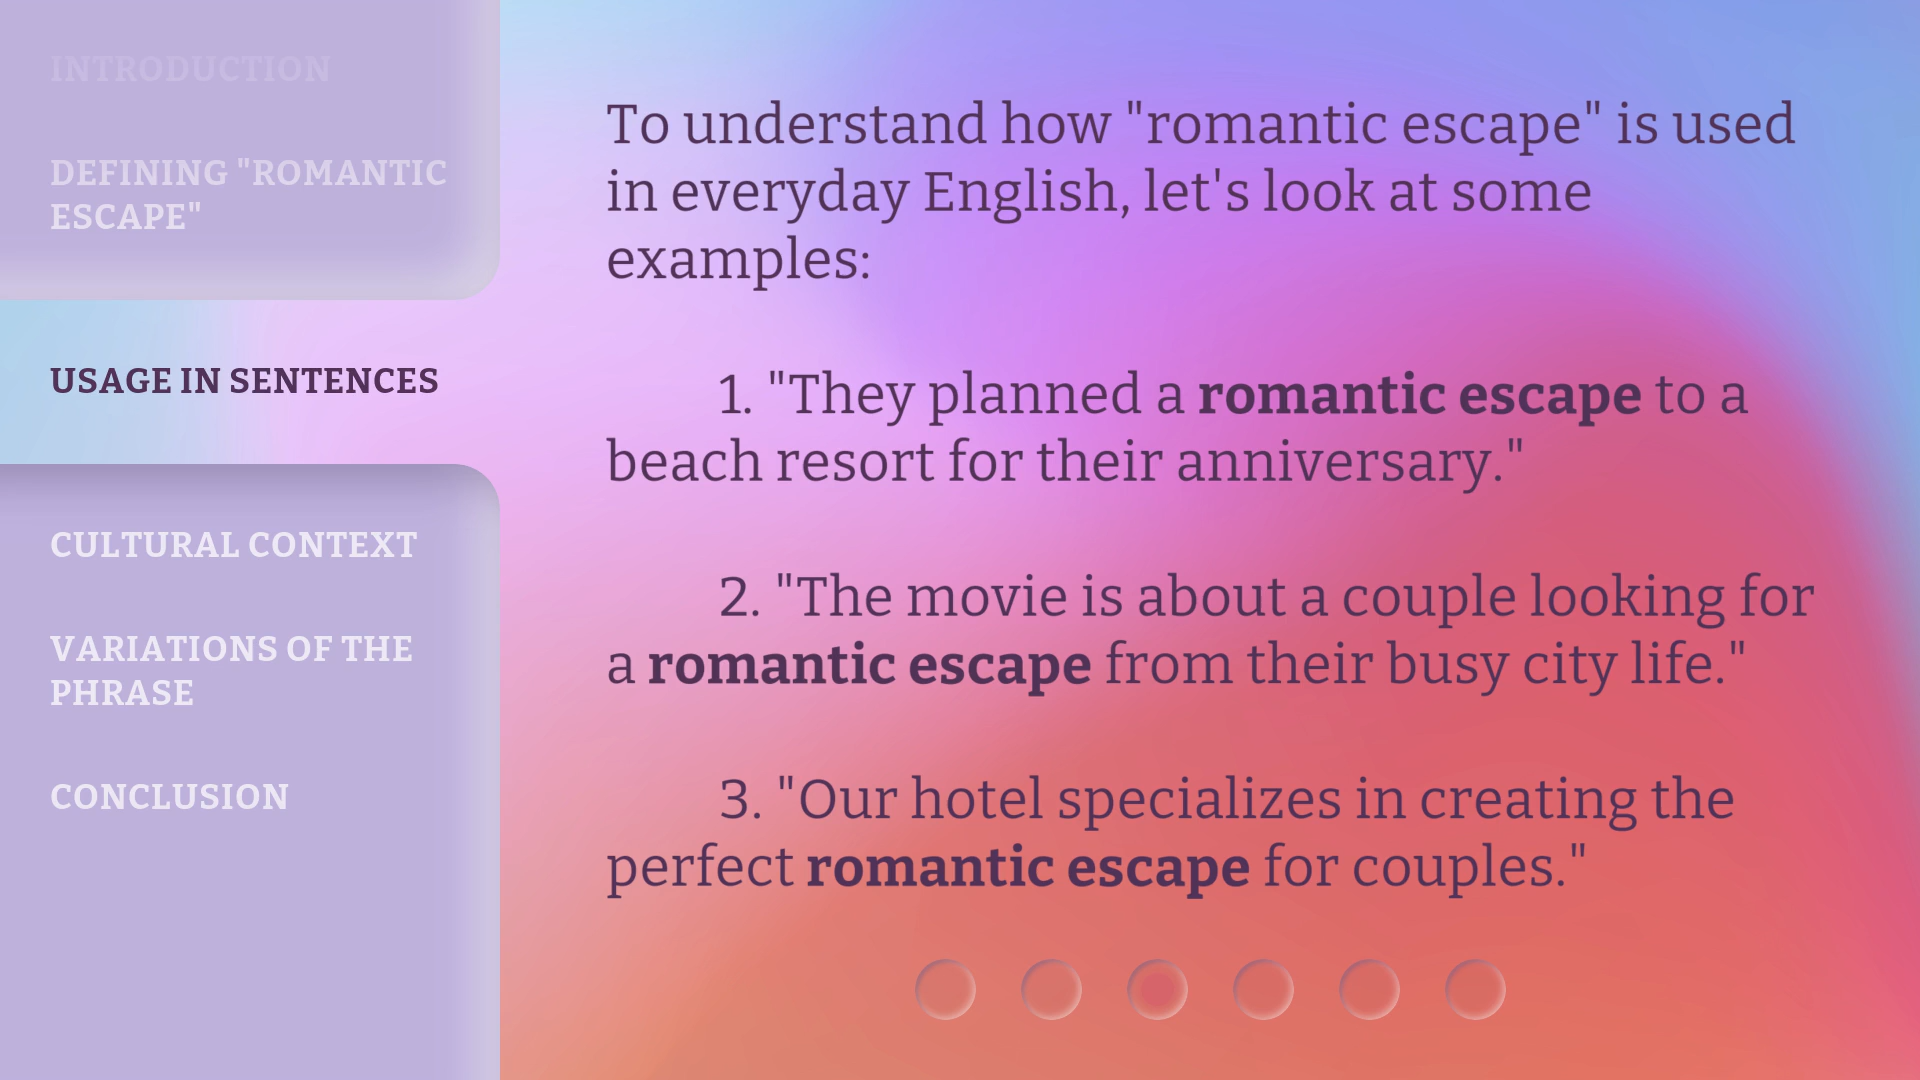 INTRODUCTION
DEFINING "ROMANTIC
ESCAPE"
USAGE IN SENTENCES
CULTURAL CONTEXT
VARIATIONS OF THE
PHRASE
CONCLUSION
To understand how "romantic escape" is used
in everyday English, let's look at some
examples:
1. "They planned a romantic escape to a
beach resort for their anniversary."
2. "The movie is about a couple looking for
a romantic escape from their busy city life."
3. "Our hotel specializes in creating the
perfect romantic escape for couples."